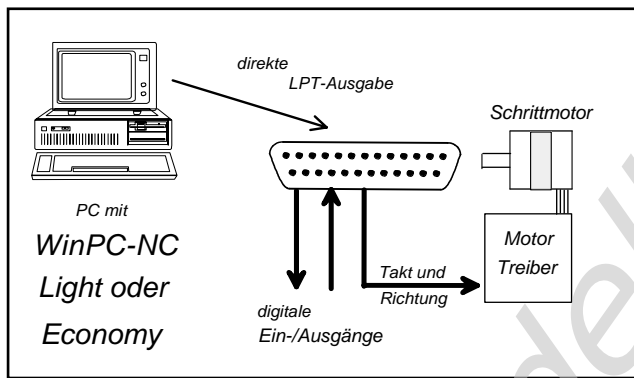 direkte
LPT-Ausgabe
Schrittmotor
PC mit
WinPC-NC
Light oder
Economy
digitale
Ein-/Ausgänge
Takt und
Richtung
Motor
Treiber